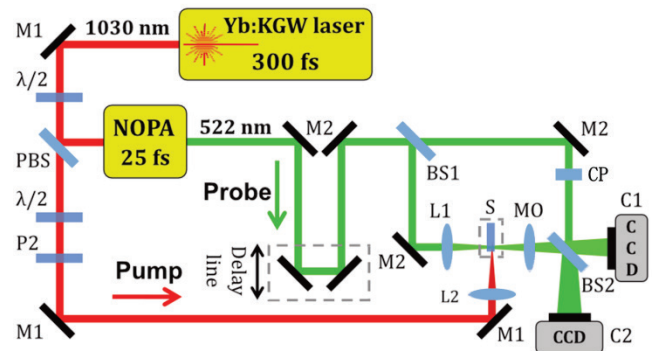 M1
1030 nm
Yb:KGW laser
300 fs
λ/2
NOPA
25 fs
522 nm
M2
M2
PBS
BS1
CP
C1
CCD
Probe
λ/2
L1
S
MO
P2
Delay line
M2
BS2
Pump
L2
M1
M1
CCD
C2